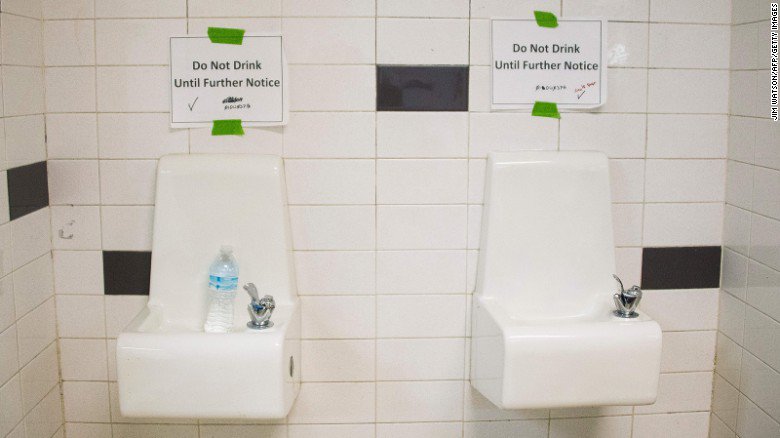 Do Not Drink
Until Further Notice
Do Not Drink
Until Further Notice
JIM WATSON/AFP/GETTY IMAGES